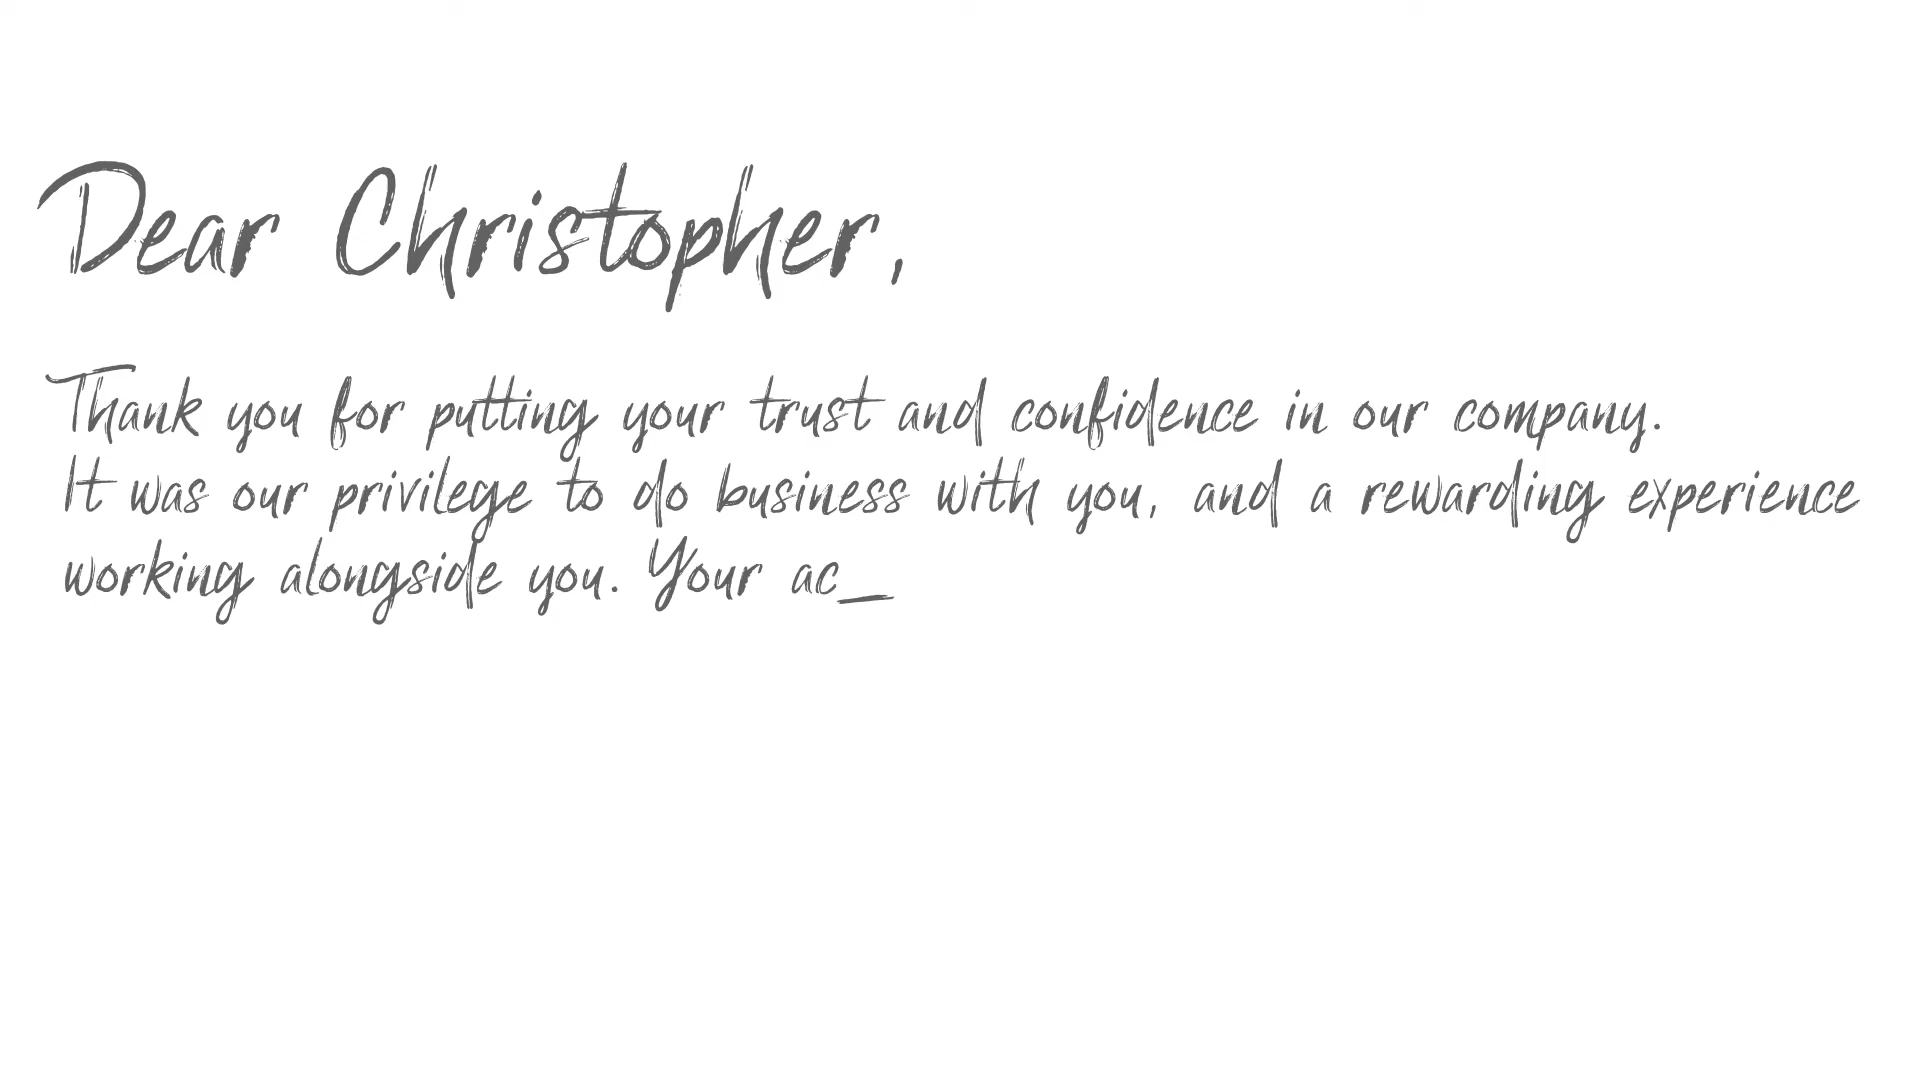 Dear Christopher,
Thank you for putting your trust and confidence in our company.
It was our privilege to do business with you, and a rewarding experience
working alongside you. Your ac_